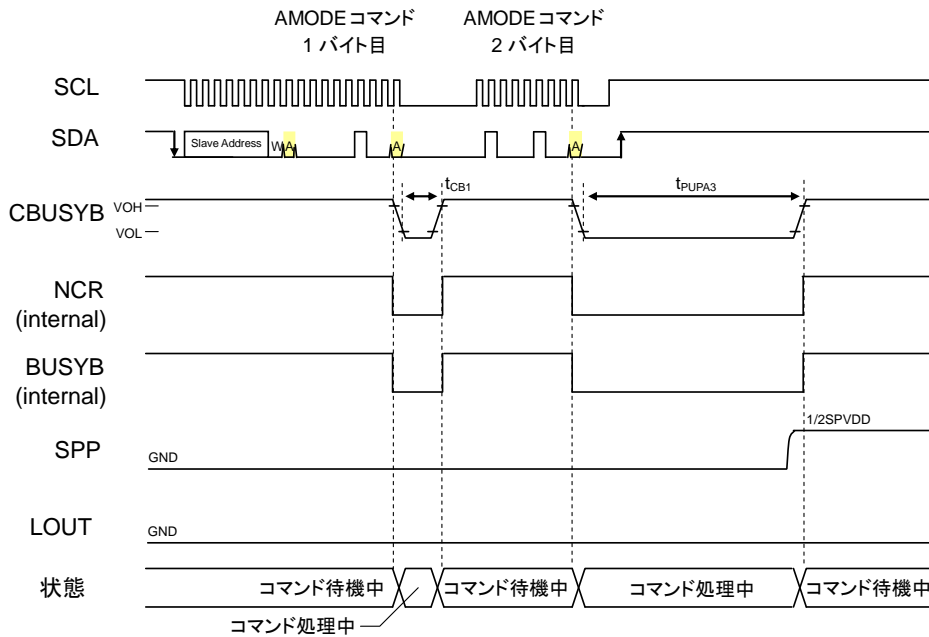 AMODEコマンド
1 バイト目
AMODEコマンド
2 バイト目
SCL
SDA
Slave Address
W
A
A
A
CBUSYB
VOH
VOL
tCB1
tPUPA3
NCR
(internal)
BUSYB
(internal)
SPP
GND
1/2SPVDD
LOUT
GND
状態
コマンド待機中
コマンド待機中
コマンド処理中
コマンド待機中
コマンド処理中